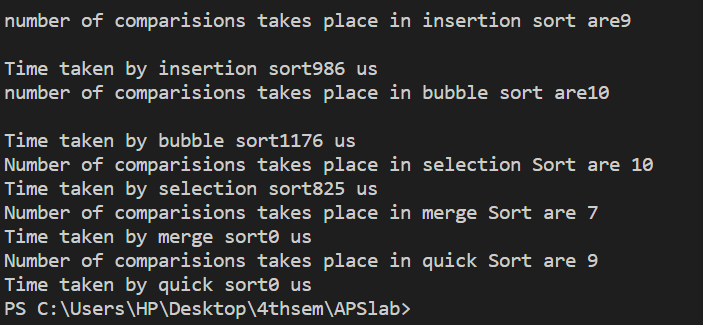 number of comparisions takes place in insertion sort are9
Time taken by insertion sort986 us
number of comparisions takes place in bubble sort are10
Time taken by bubble sort1176 us
Number of comparisions takes place in selection Sort are 10
Time taken by selection sort825 us
Number of comparisions takes place in merge Sort are 7
Time taken by merge sort0 us
Number of comparisions takes place in quick Sort are 9
Time taken by quick sort0 us
PS C:\Users\HP\Desktop\4thsem\APSlab>